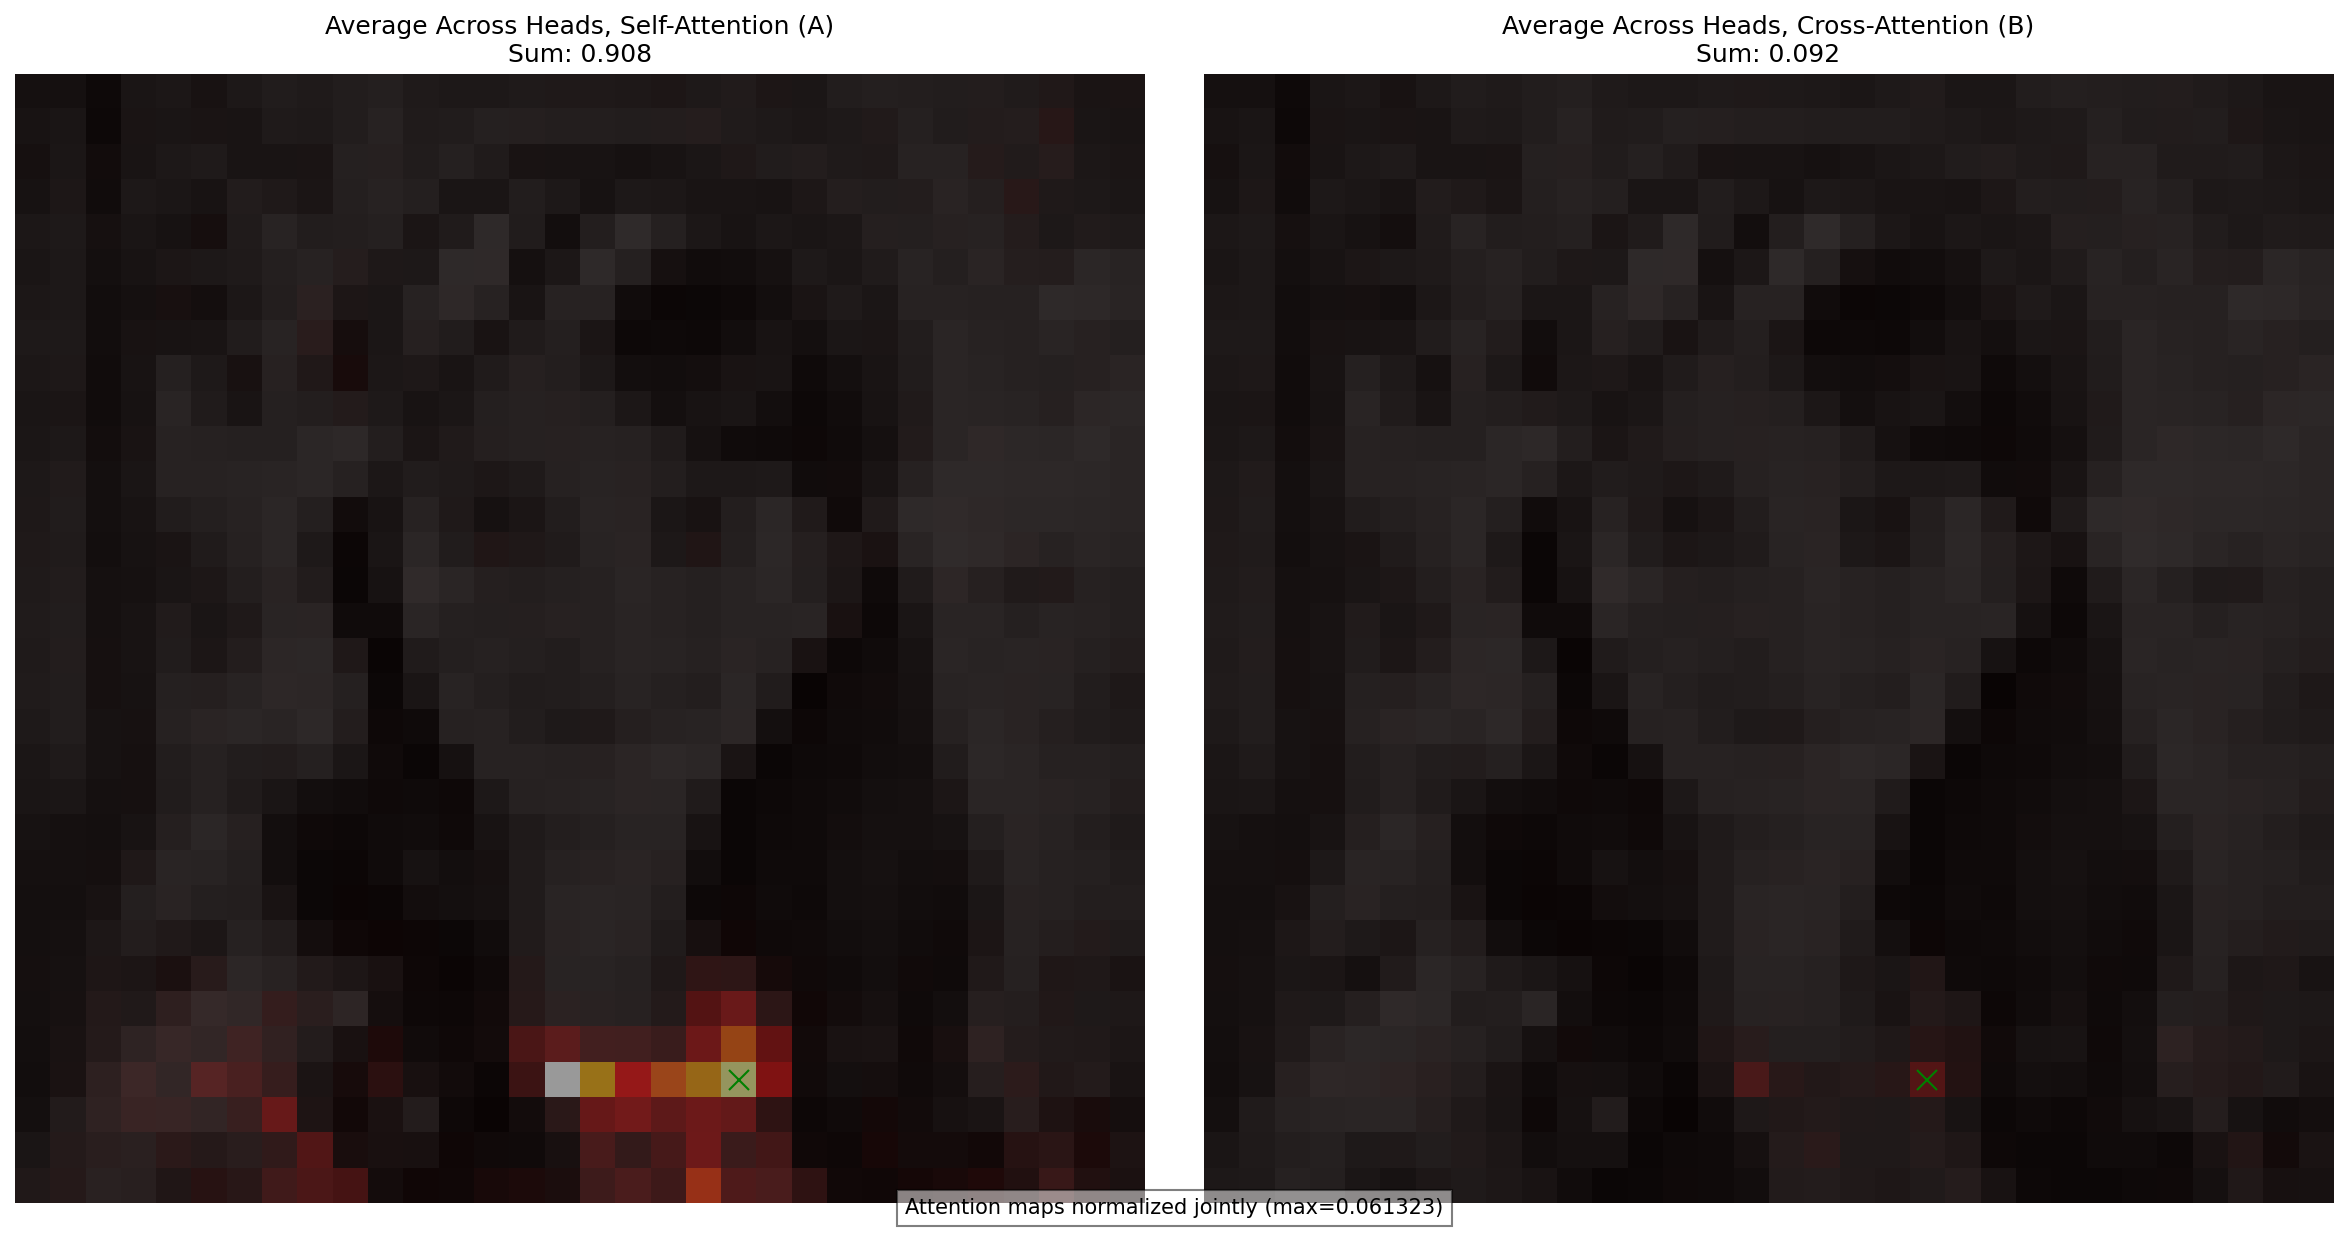 Average Across Heads, Self-Attention (A)
Sum: 0.908
Average Across Heads, Cross-Attention (B)
Sum: 0.092
Attention maps normalized jointly (max=0.061323)